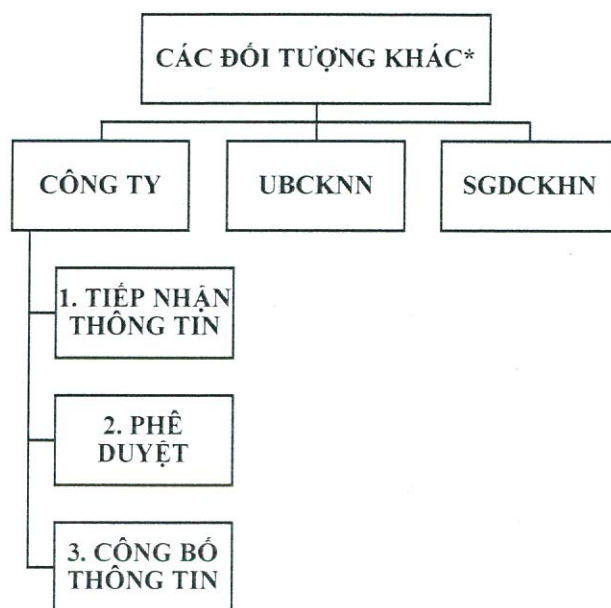 CÁC ĐỐI TƯỢNG KHÁC*
CÔNG TY
UBCKNN
SGDCKHN
1. TIẾP NHẬN
THÔNG TIN
2. PHÊ
DUYỆT
3. CÔNG BỐ
THÔNG TIN